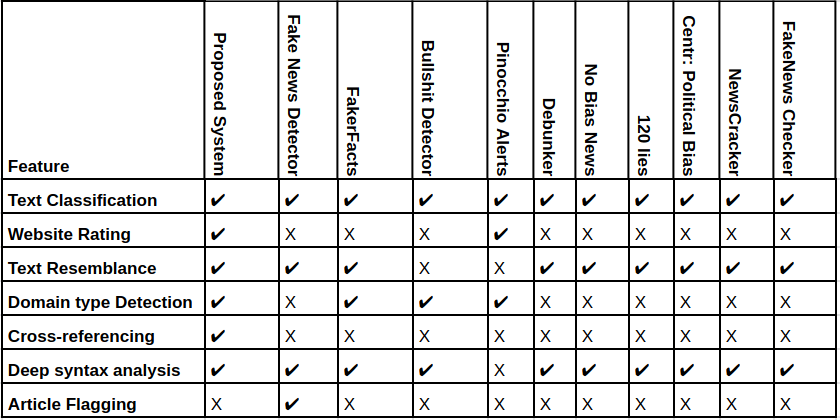 Feature Proposed System Fake News Detector FakerFacts Bullshit Detector Pinocchio Alerts Debunker No Bias News 120 lies Centr: Political Bias NewsCracker FakeNews Checker
Text Classification ✔ ✔ ✔ ✔ ✔ ✔ ✔ ✔ ✔ ✔ ✔
Website Rating ✔ X X X ✔ X X X X X X
Text Resemblance ✔ ✔ ✔ X X ✔ ✔ ✔ ✔ ✔ ✔
Domain type Detection ✔ X ✔ ✔ ✔ X X X X X X
Cross-referencing ✔ X X X X X X X X X X
Deep syntax analysis ✔ ✔ ✔ ✔ X ✔ ✔ ✔ ✔ ✔ ✔
Article Flagging X ✔ X X X X X X X X X